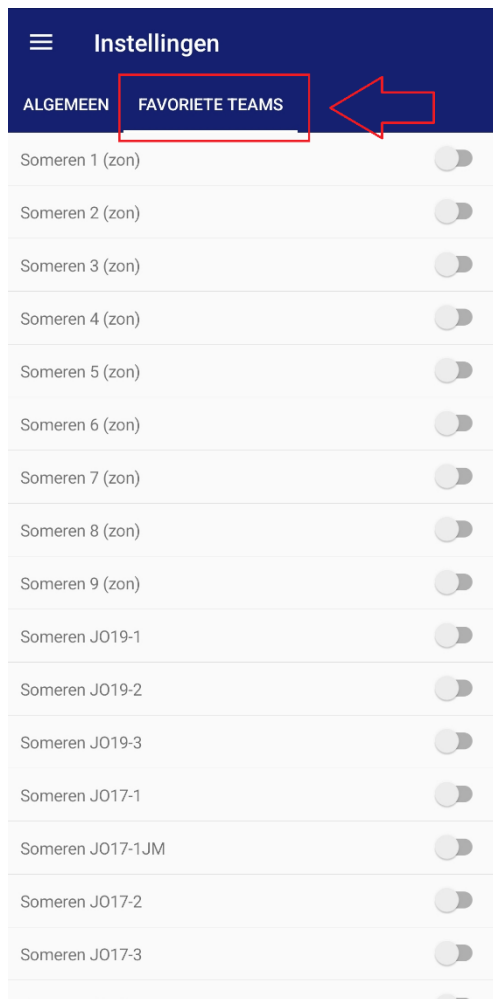 Instellingen
ALGEMEEN FAVORIETE TEAMS
Someren 1 (zon)
Someren 2 (zon)
Someren 3 (zon)
Someren 4 (zon)
Someren 5 (zon)
Someren 6 (zon)
Someren 7 (zon)
Someren 8 (zon)
Someren 9 (zon)
Someren JO19-1
Someren JO19-2
Someren JO19-3
Someren JO17-1
Someren JO17-1JM
Someren JO17-2
Someren JO17-3